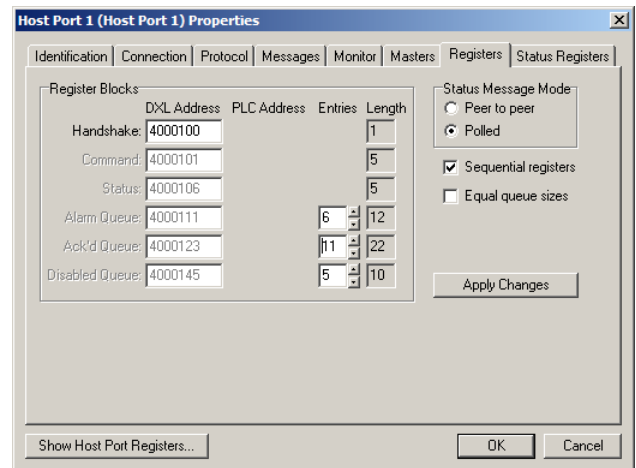 Host Port 1 (Host Port 1) Properties
Identification Connection Protocol Messages Monitor Masters Registers Status Registers
Register Blocks
DXL Address PLC Address Entries Length
Handshake: 4000100 1
Command: 4000101 5
Status: 4000106 5
Alarm Queue: 4000111 6 12
Ack'd Queue: 4000123 11 22
Disabled Queue: 4000145 5 10
Status Message Mode
Peer to peer
Polled
Sequential registers
Equal queue sizes
Apply Changes
Show Host Port Registers... OK Cancel